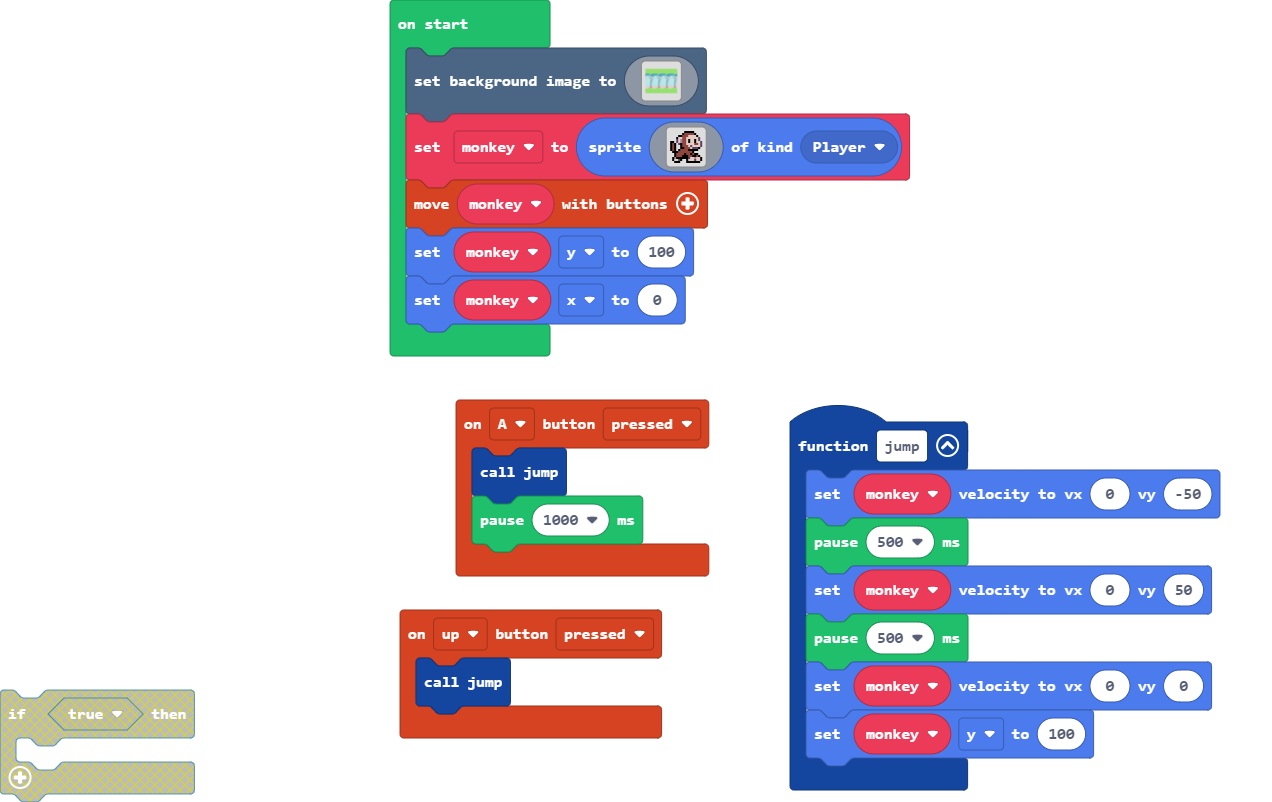 on start
set background image to
set monkey to sprite of kind Player
move monkey with buttons
set monkey y to 100
set monkey x to 0
on A button pressed
call jump
pause 1000 ms
function jump
set monkey velocity to vx 0 vy -50
pause 500 ms
set monkey velocity to vx 0 vy 50
pause 500 ms
set monkey velocity to vx 0 vy 0
set monkey y to 100
on up button pressed
call jump
if true then